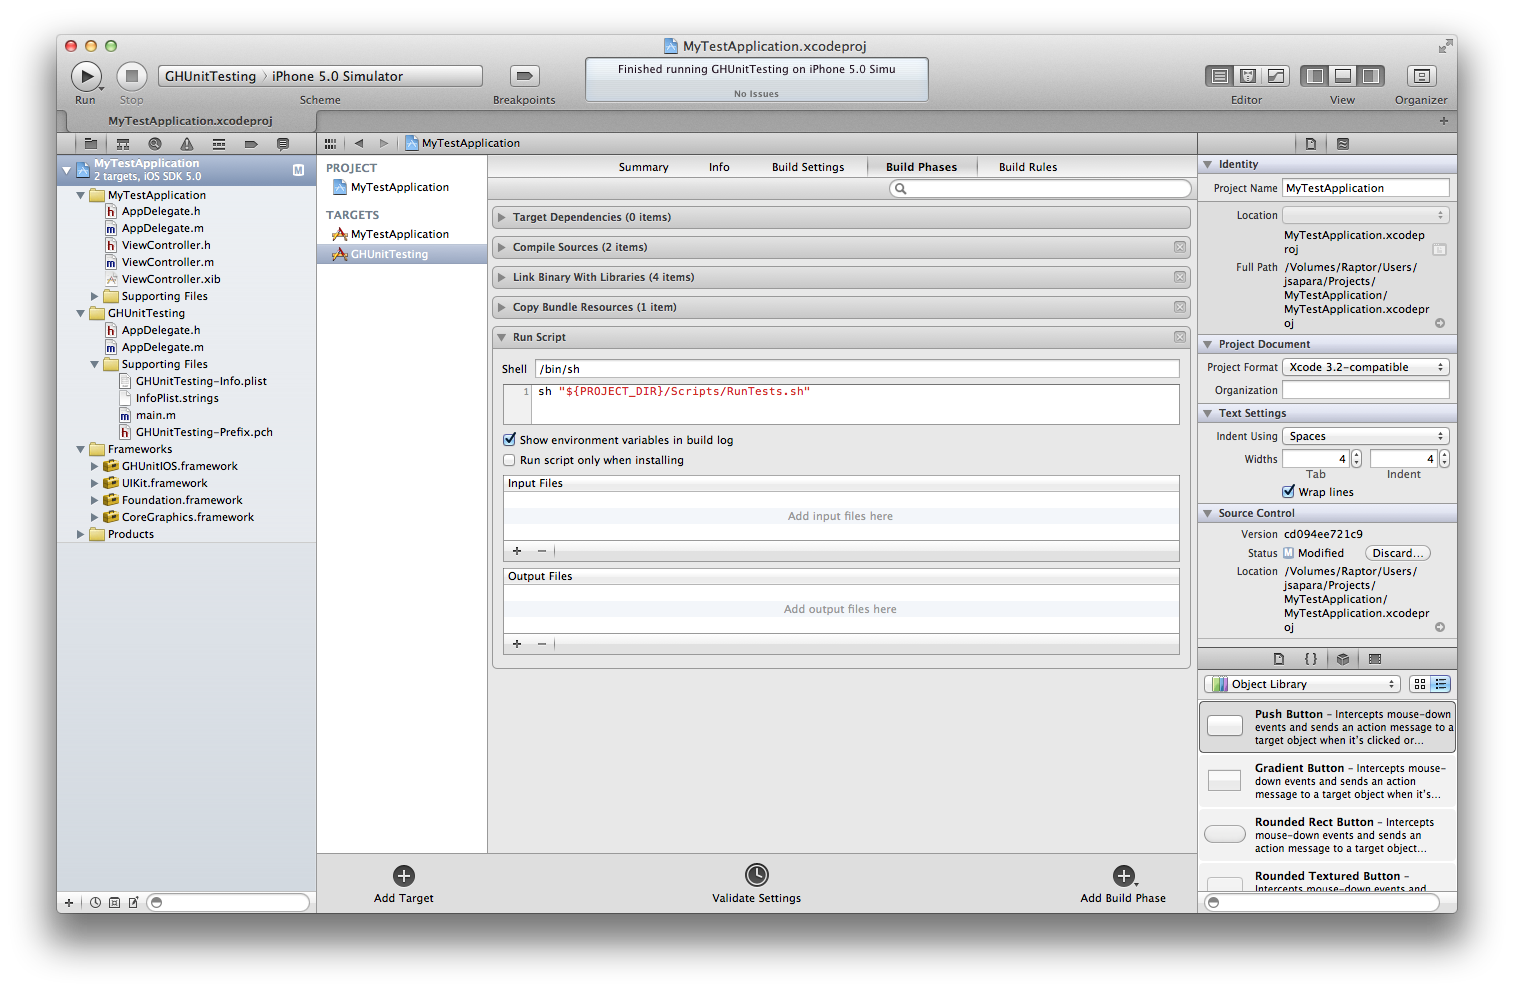 MyTestApplication.xcodeproj
GHUnitTesting 〉 iPhone 5.0 Simulator
Finished running GHUnitTesting on iPhone 5.0 Simu
No Issues
Run
Stop
Scheme
Breakpoints
Editor
View
Organizer
MyTestApplication.xcodeproj
MyTestApplication
2 targets, iOS SDK 5.0
M
MyTestApplication
h AppDelegate.h
m AppDelegate.m
h ViewController.h
m ViewController.m
ViewController.xib
Supporting Files
GHUnitTesting
h AppDelegate.h
m AppDelegate.m
Supporting Files
GHUnitTesting-Info.plist
InfoPlist.strings
m main.m
h GHUnitTesting-Prefix.pch
Frameworks
GHUnitIOS.framework
UIKit.framework
Foundation.framework
CoreGraphics.framework
Products
MyTestApplication
PROJECT
MyTestApplication
TARGETS
MyTestApplication
GHUnitTesting
Summary
Info
Build Settings
Build Phases
Build Rules
Target Dependencies (0 items)
Compile Sources (2 items)
Link Binary With Libraries (4 items)
Copy Bundle Resources (1 item)
Run Script
Shell /bin/sh
1 sh "${PROJECT_DIR}/Scripts/RunTests.sh"
Show environment variables in build log
Run script only when installing
Input Files
Add input files here
Output Files
Add output files here
Add Target
Validate Settings
Add Build Phase
Identity
Project Name MyTestApplication
Location
MyTestApplication.xcodep
roj
Full Path /Volumes/Raptor/Users/
jsapara/Projects/
MyTestApplication/
MyTestApplication.xcodepr
oj
Project Document
Project Format Xcode 3.2-compatible
Organization
Text Settings
Indent Using Spaces
Widths 4 4
Tab Indent
Wrap lines
Source Control
Version cd094ee721c9
Status M Modified Discard...
Location /Volumes/Raptor/Users/
jsapara/Projects/
MyTestApplication/
MyTestApplication.xcodepr
oj
{}
Object Library
Push Button – Intercepts mouse-down
events and sends an action message to a
target object when it's clicked or...
Gradient Button – Intercepts mouse-
down events and sends an action
message to a target object when it's...
Rounded Rect Button – Intercepts
mouse-down events and sends an
action message to a target object...
Rounded Textured Button –
Intercepts mouse-down events and